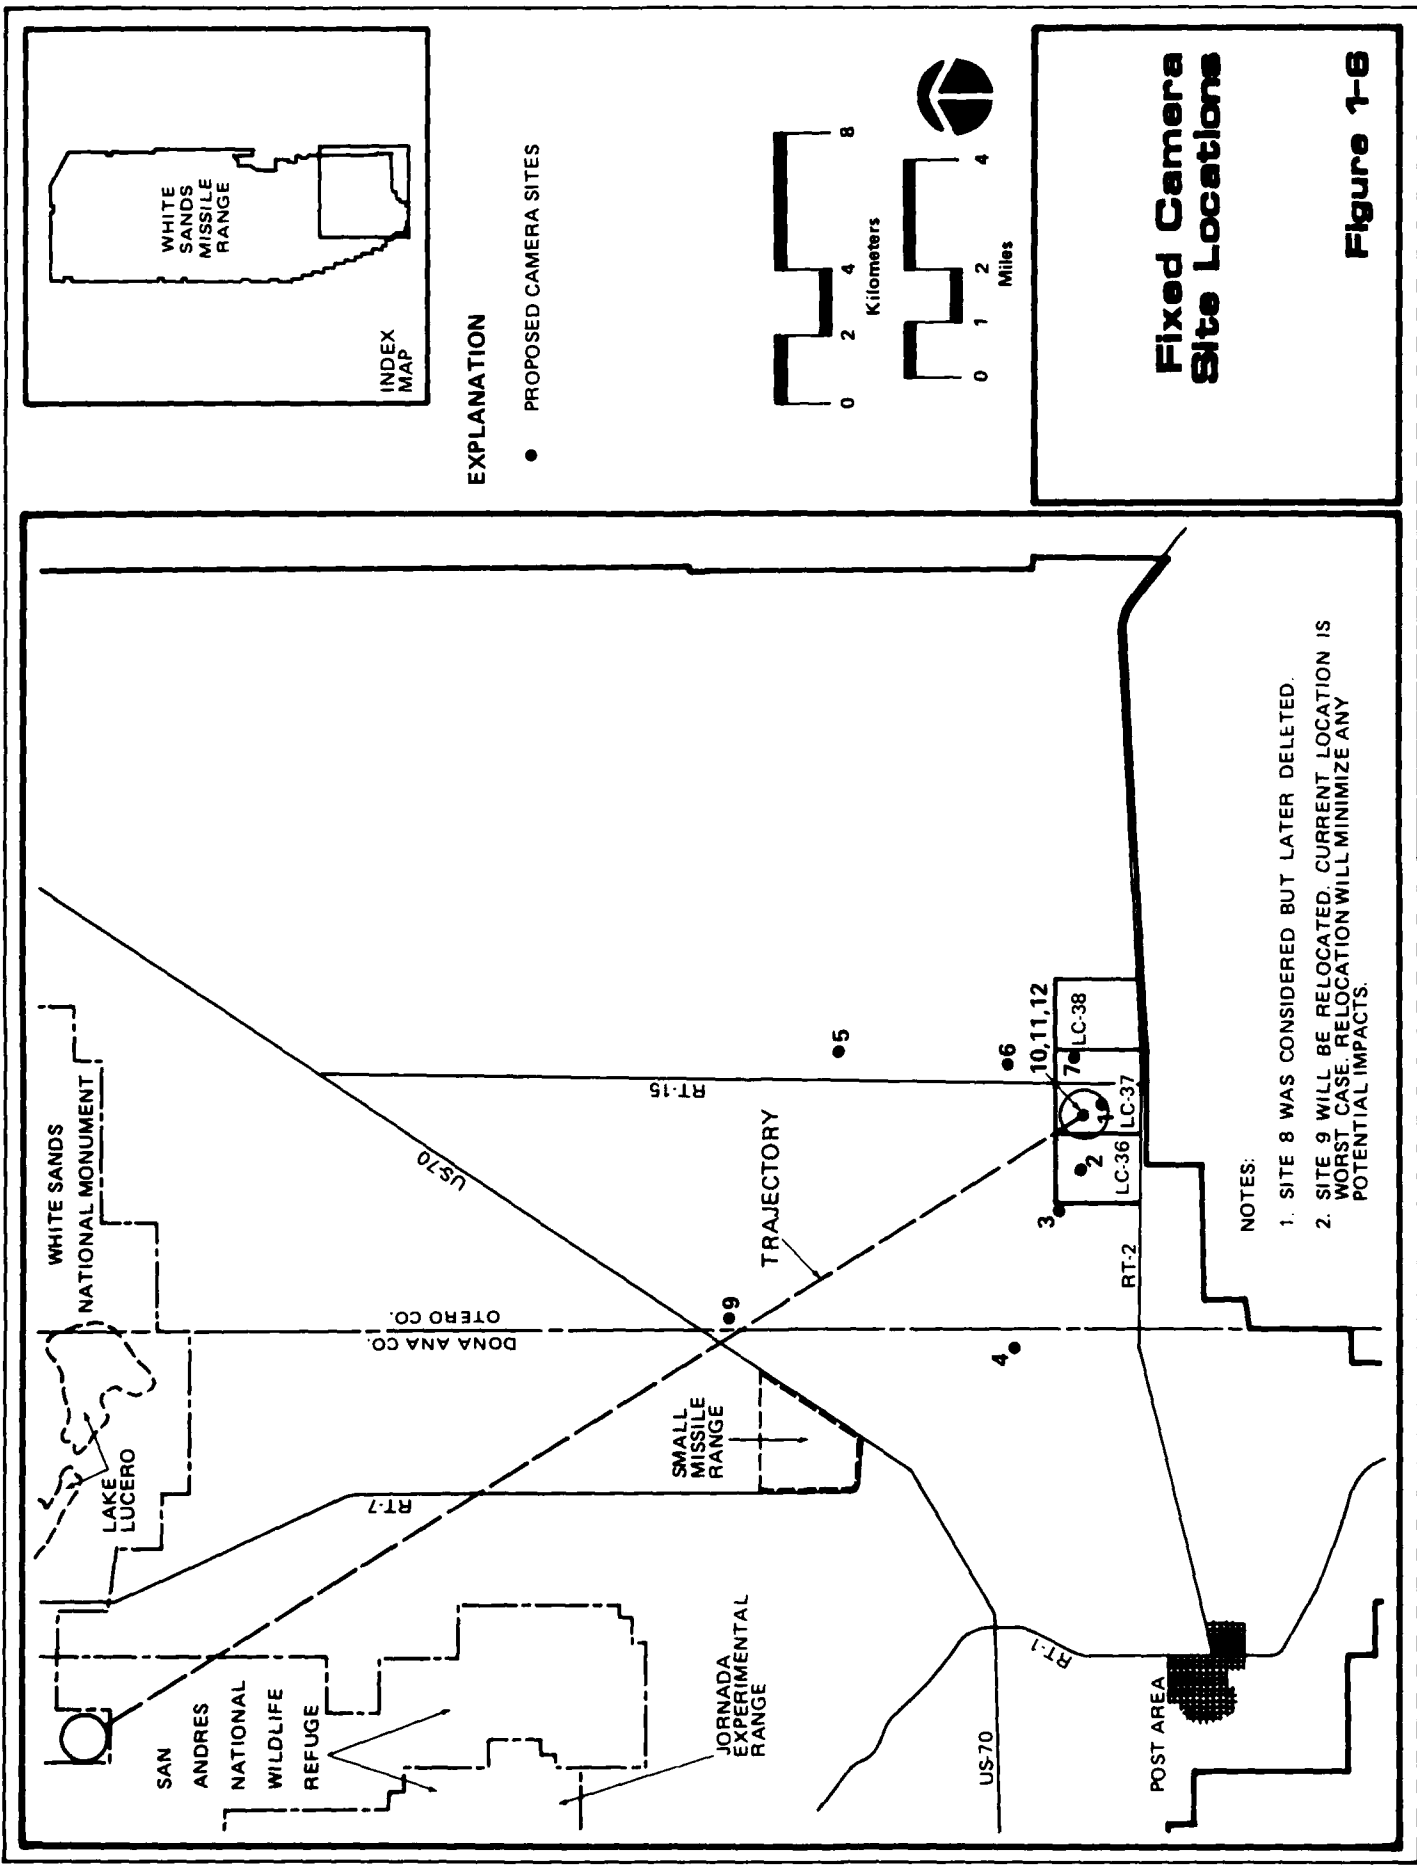 WHITE SANDS
NATIONAL MONUMENT
LAKE
LUCERO
SAN
ANDRES
NATIONAL
WILDLIFE
REFUGE
JORNADA
EXPERIMENTAL
RANGE
RT-7
DONA ANA CO.
OTERO CO.
US-70
SMALL
MISSILE
RANGE
9
TRAJECTORY
RT-15
5
6
10,11,12
7
LC-38
1
LC-37
2
LC-36
3
4
RT-2
RT-1
US-70
POST AREA
NOTES:
1. SITE 8 WAS CONSIDERED BUT LATER DELETED.
2. SITE 9 WILL BE RELOCATED. CURRENT LOCATION IS
WORST CASE. RELOCATION WILL MINIMIZE ANY
POTENTIAL IMPACTS.
WHITE
SANDS
MISSILE
RANGE
INDEX
MAP
EXPLANATION
PROPOSED CAMERA SITES
0 2 4 8
Kilometers
0 1 2 4
Miles
Fixed Camera
Site Locations
Figure 1-6